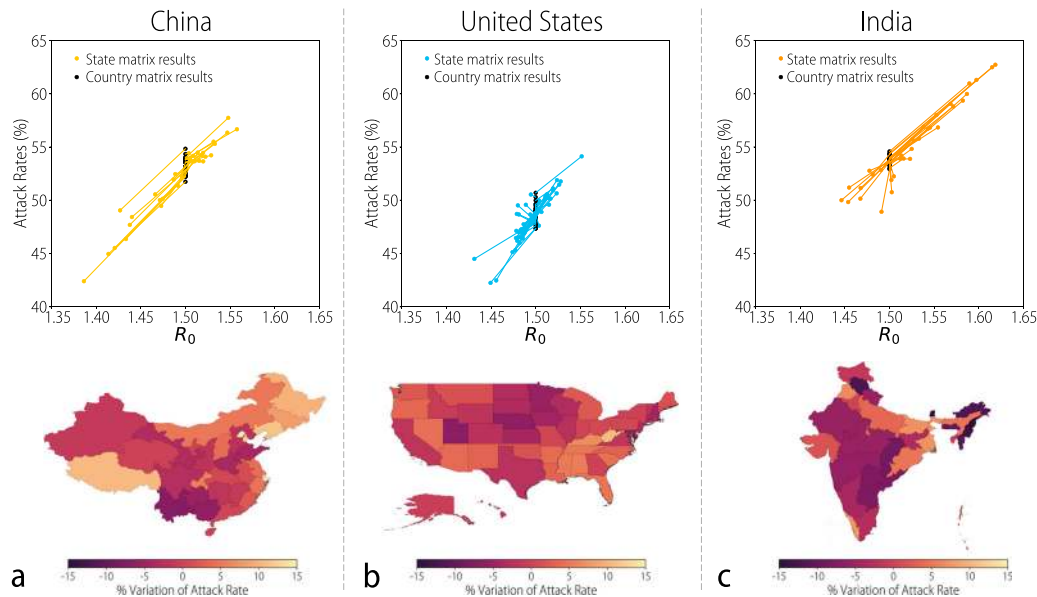 China
65
60
55
50
45
40
Attack Rates (%)
State matrix results
Country matrix results
1.35
1.40
1.45
1.50
1.55
1.60
1.65
R0
-15
-10
-5
0
5
10
15
% Variation of Attack Rate
a
United States
65
60
55
50
45
40
Attack Rates (%)
State matrix results
Country matrix results
1.35
1.40
1.45
1.50
1.55
1.60
1.65
R0
-15
-10
-5
0
5
10
15
% Variation of Attack Rate
b
India
65
60
55
50
45
40
Attack Rates (%)
State matrix results
Country matrix results
1.35
1.40
1.45
1.50
1.55
1.60
1.65
R0
-15
-10
-5
0
5
10
15
% Variation of Attack Rate
c